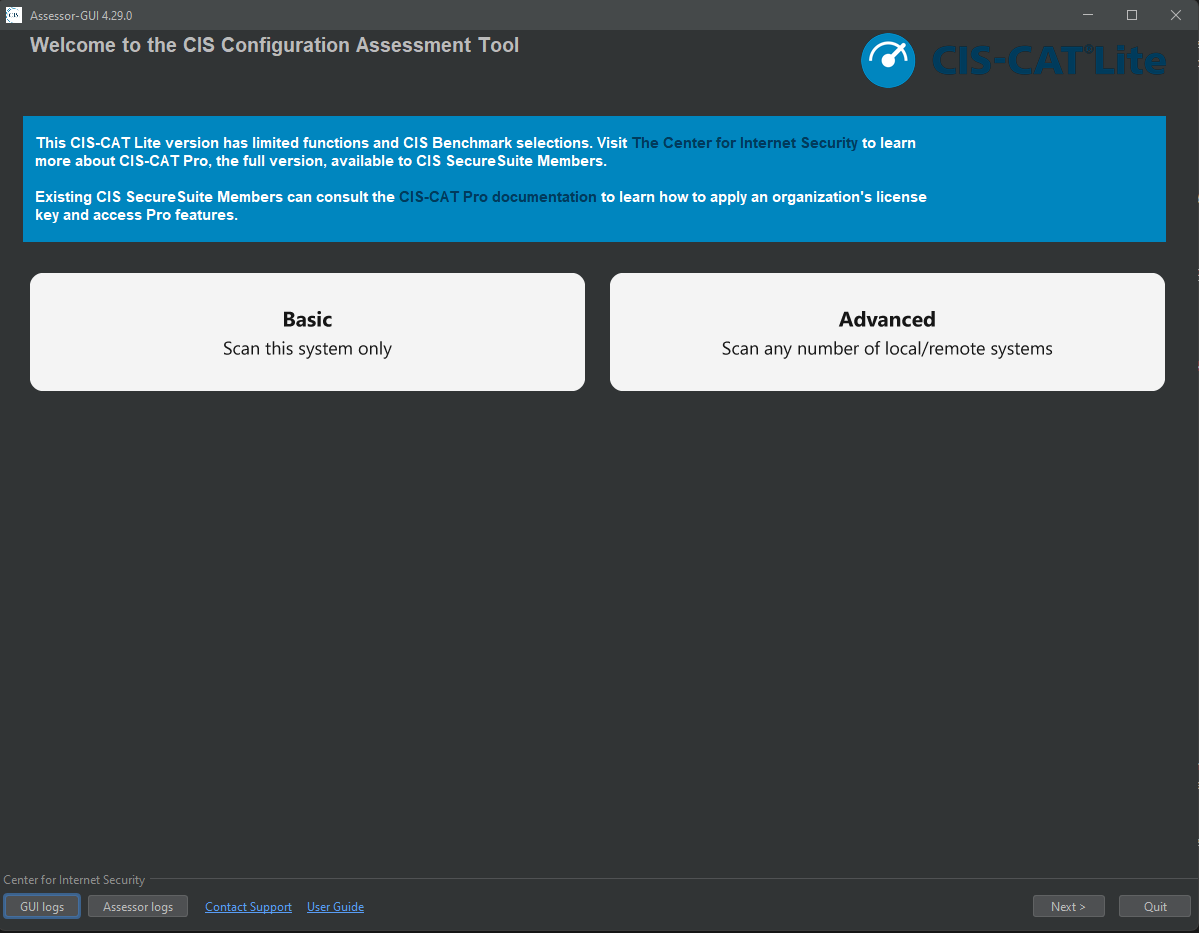 CIS
Assessor-GUI 4.29.0
Welcome to the CIS Configuration Assessment Tool
CIS-CAT®Lite
This CIS-CAT Lite version has limited functions and CIS Benchmark selections. Visit The Center for Internet Security to learn
more about CIS-CAT Pro, the full version, available to CIS SecureSuite Members.
Existing CIS SecureSuite Members can consult the CIS-CAT Pro documentation to learn how to apply an organization's license
key and access Pro features.
Basic
Scan this system only
Advanced
Scan any number of local/remote systems
Center for Internet Security
GUI logs
Assessor logs
Contact Support
User Guide
Next >
Quit